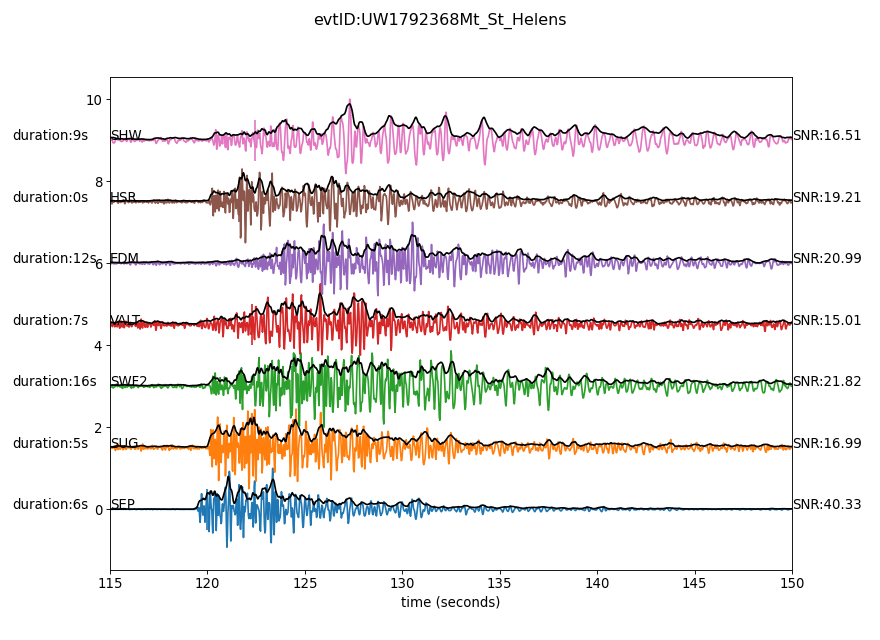 evtID:UW1792368Mt_St_Helens
10
duration:9s SHW SNR:16.51
8
duration:0s HSR SNR:19.21
duration:12s EDM SNR:20.99
6
duration:7s VALT SNR:15.01
4
duration:16s SWF2 SNR:21.82
2
duration:5s SUG SNR:16.99
duration:6s SEP SNR:40.33
0
115 120 125 130 135 140 145 150
time (seconds)